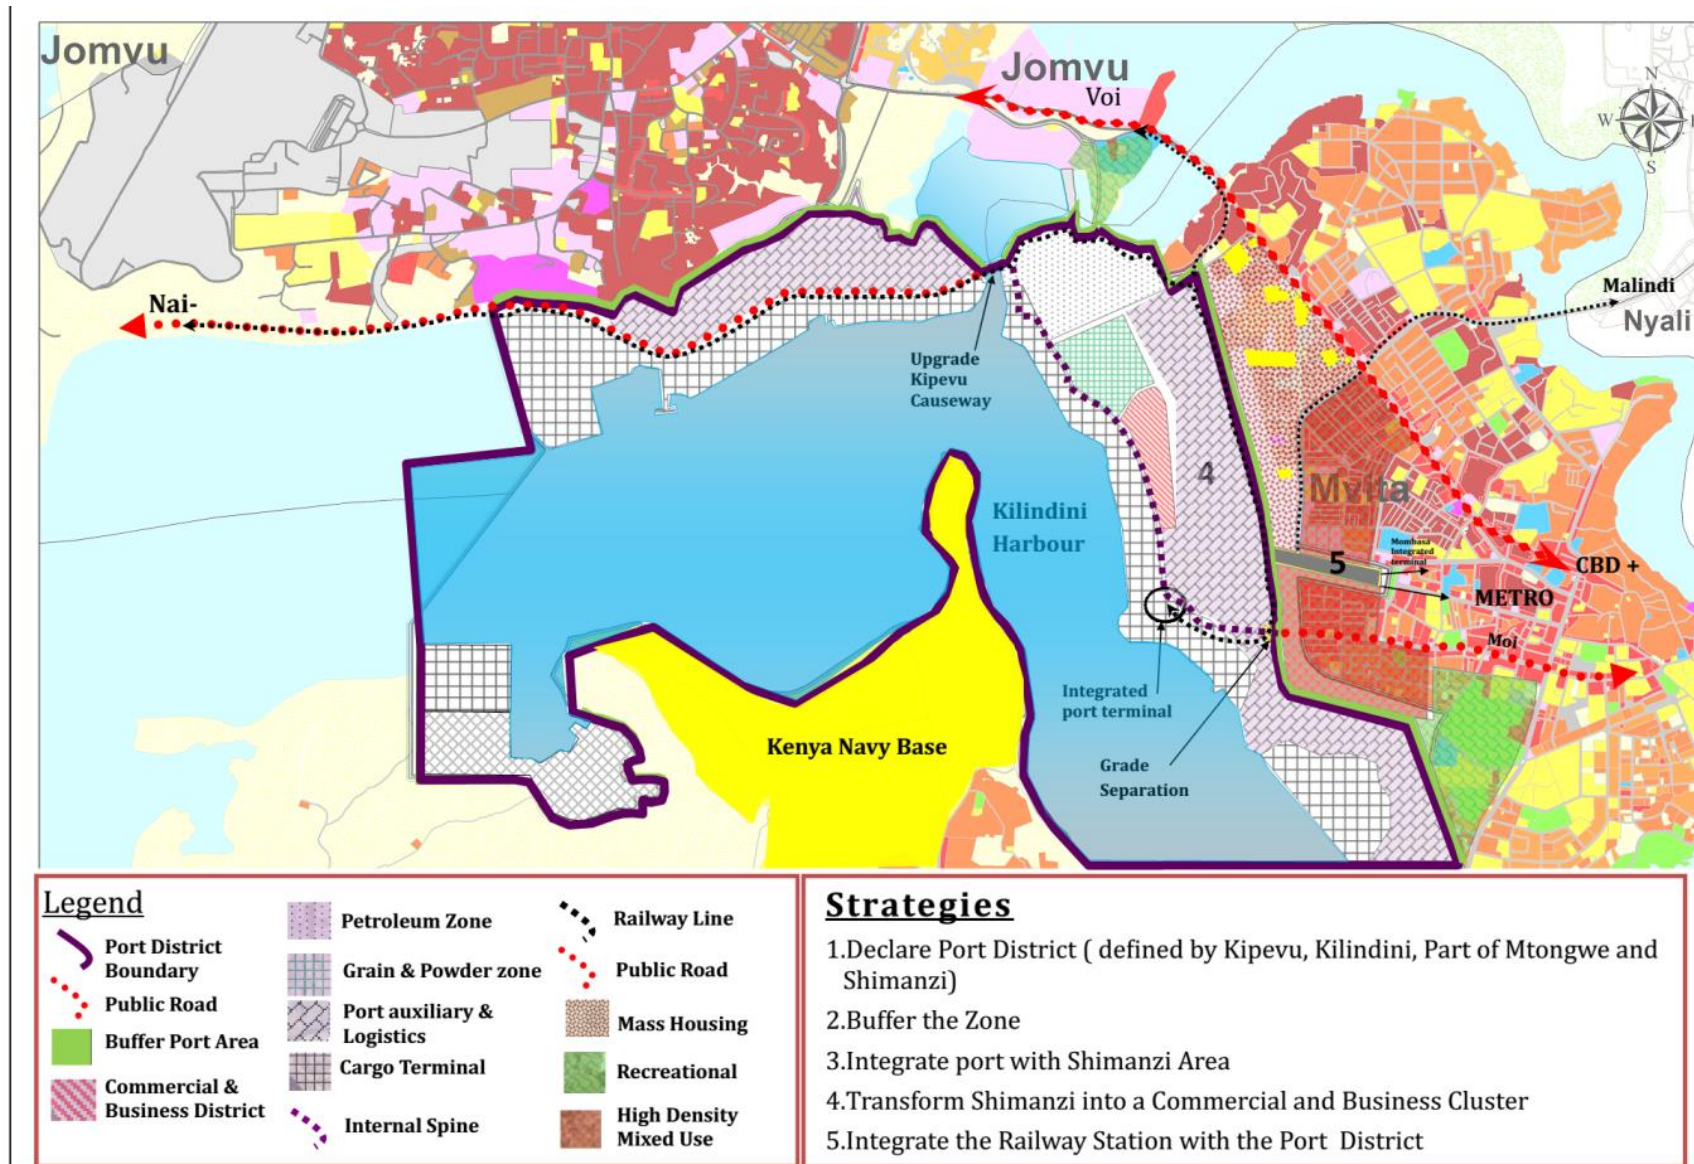 Jomvu
Jomvu
Voi
N
W
S
Malindi
Nyali
Nai-
Upgrade
Kipevu
Causeway
4
Mvita
Kilindini
Harbour
Mombasa
Integrated
terminal
5
CBD +
METRO
Moi
Integrated
port terminal
Kenya Navy Base
Grade
Separation
Legend
Port District
Boundary
Public Road
Buffer Port Area
Commercial &
Business District
Petroleum Zone
Grain & Powder zone
Port auxiliary &
Logistics
Cargo Terminal
Internal Spine
Railway Line
Public Road
Mass Housing
Recreational
High Density
Mixed Use
Strategies
1.Declare Port District ( defined by Kipevu, Kilindini, Part of Mtongwe and
Shimanzi)
2.Buffer the Zone
3.Integrate port with Shimanzi Area
4.Transform Shimanzi into a Commercial and Business Cluster
5.Integrate the Railway Station with the Port District